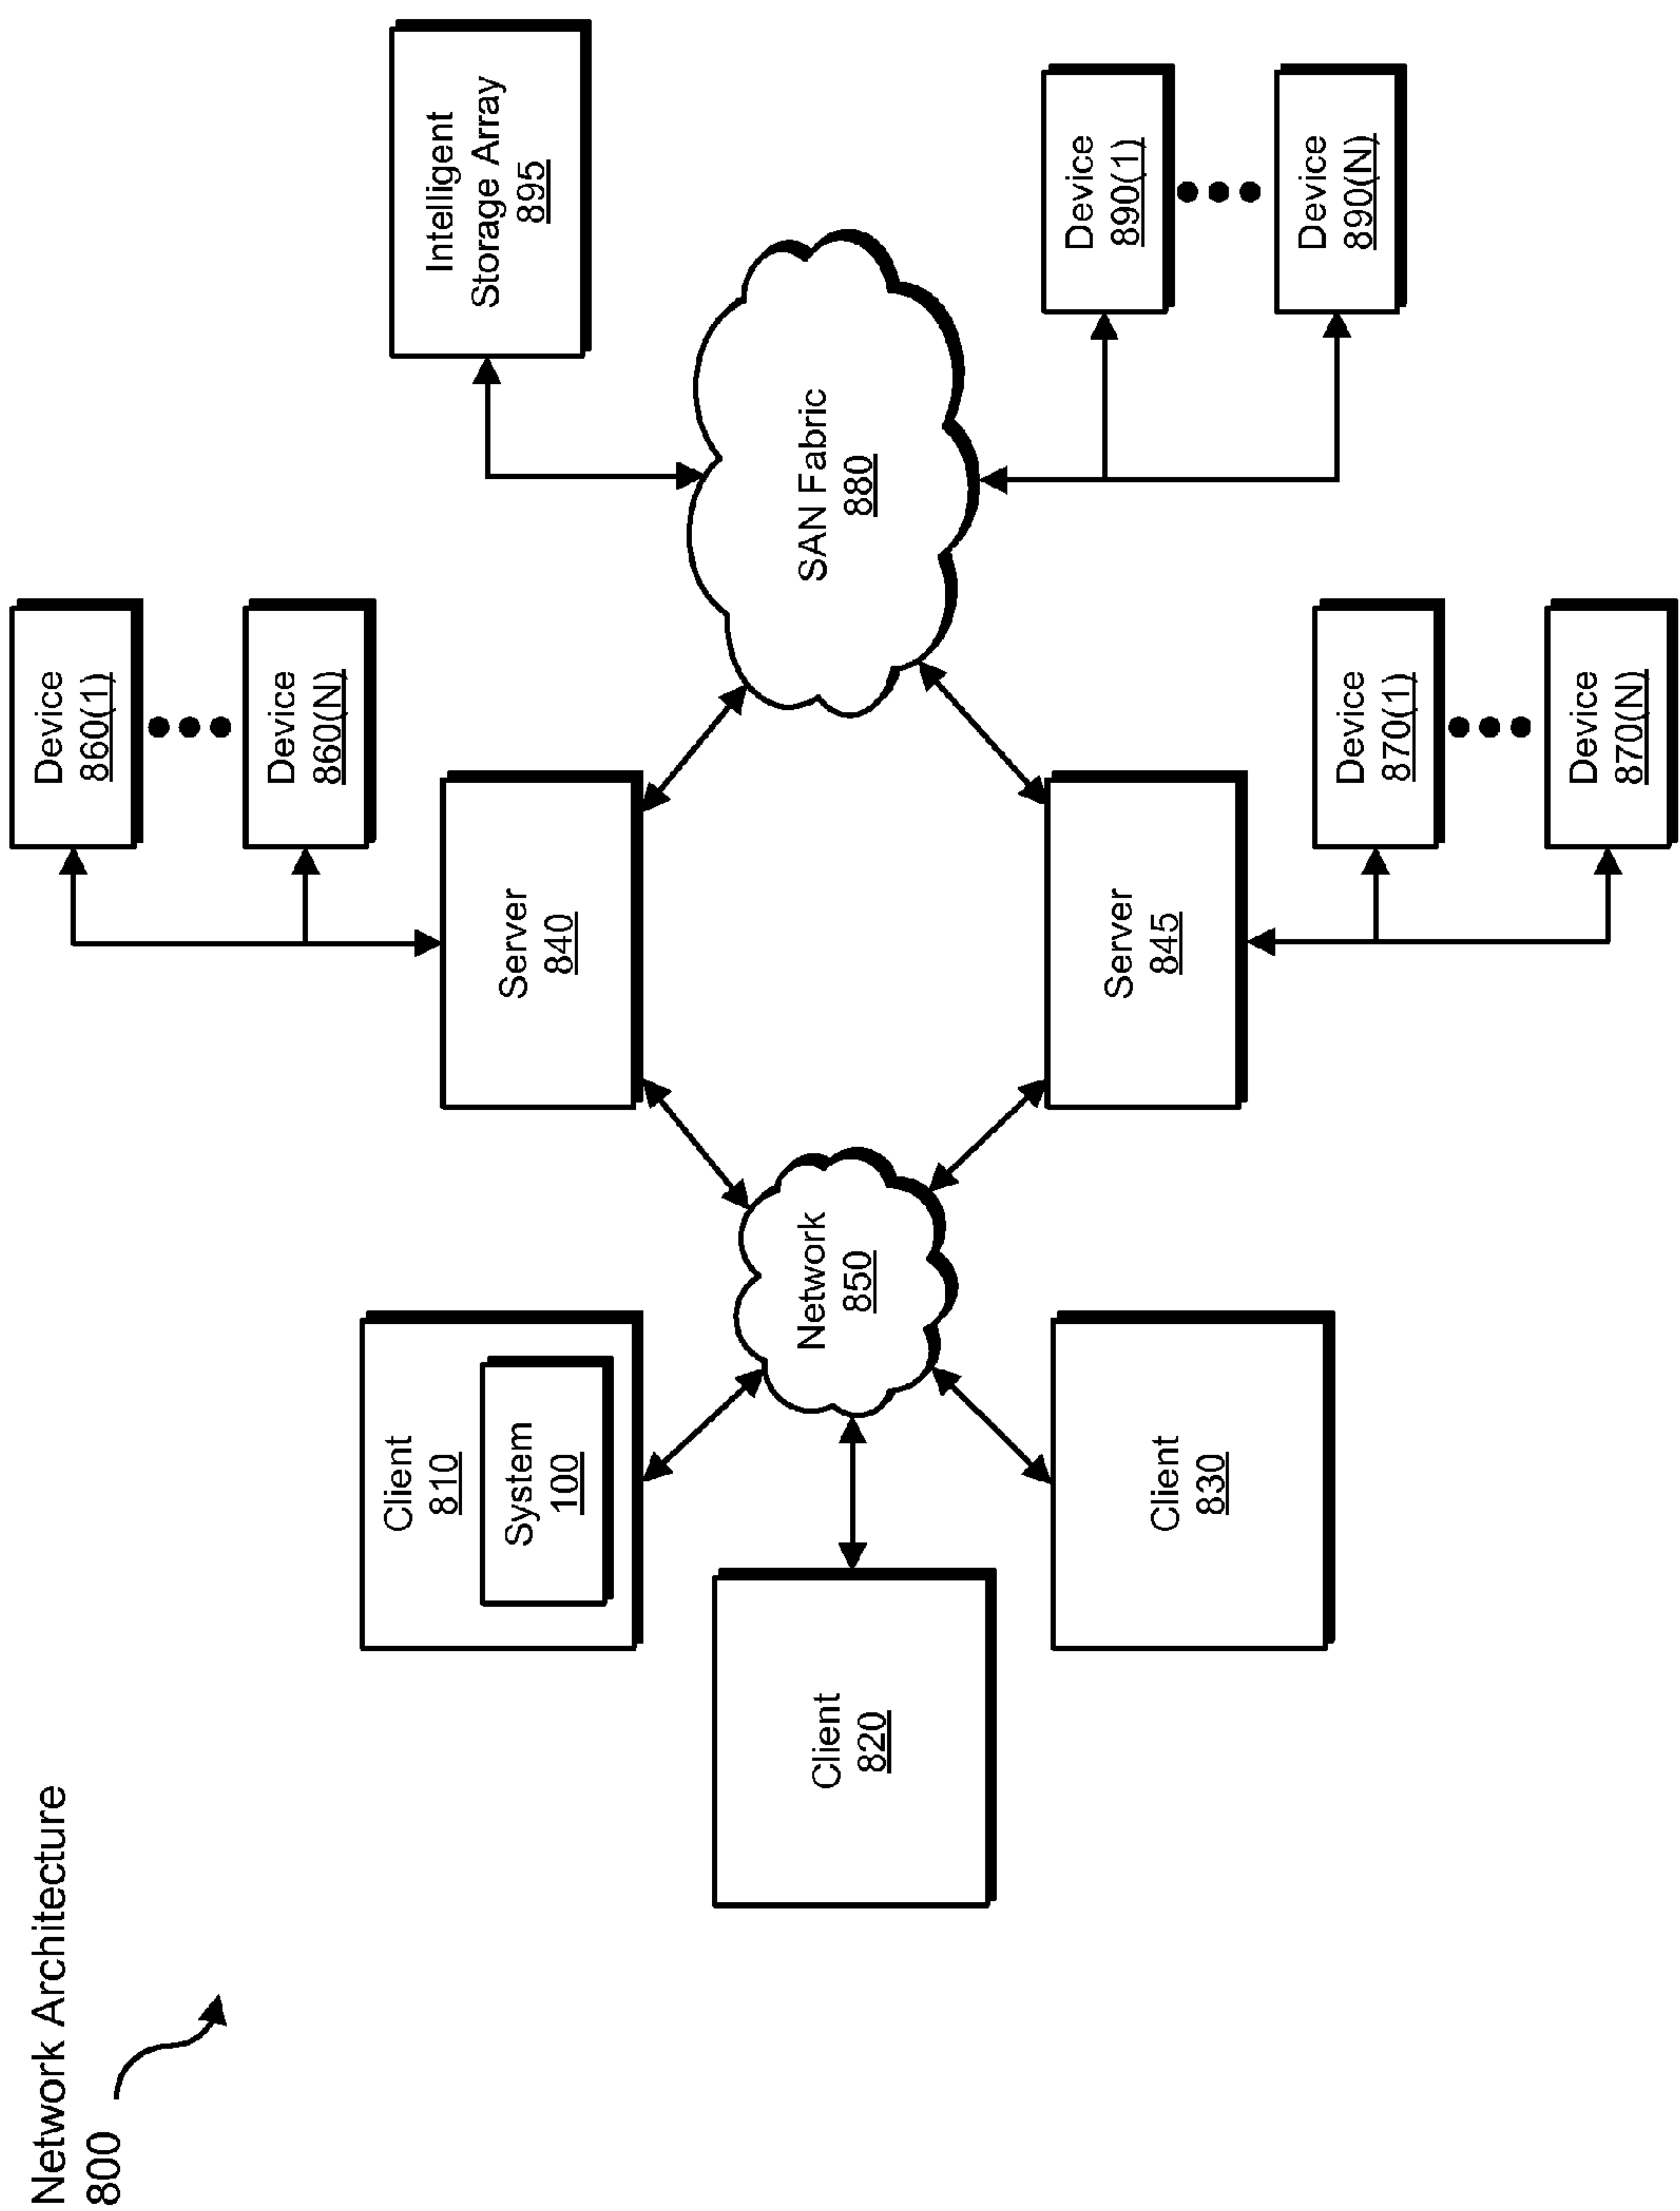 Network Architecture
800
Client
810
System
100
Client
820
Client
830
Network
850
Server
840
Server
845
Device
860(1)
Device
860(N)
Device
870(1)
Device
870(N)
SAN Fabric
880
Intelligent
Storage Array
895
Device
890(1)
Device
890(N)